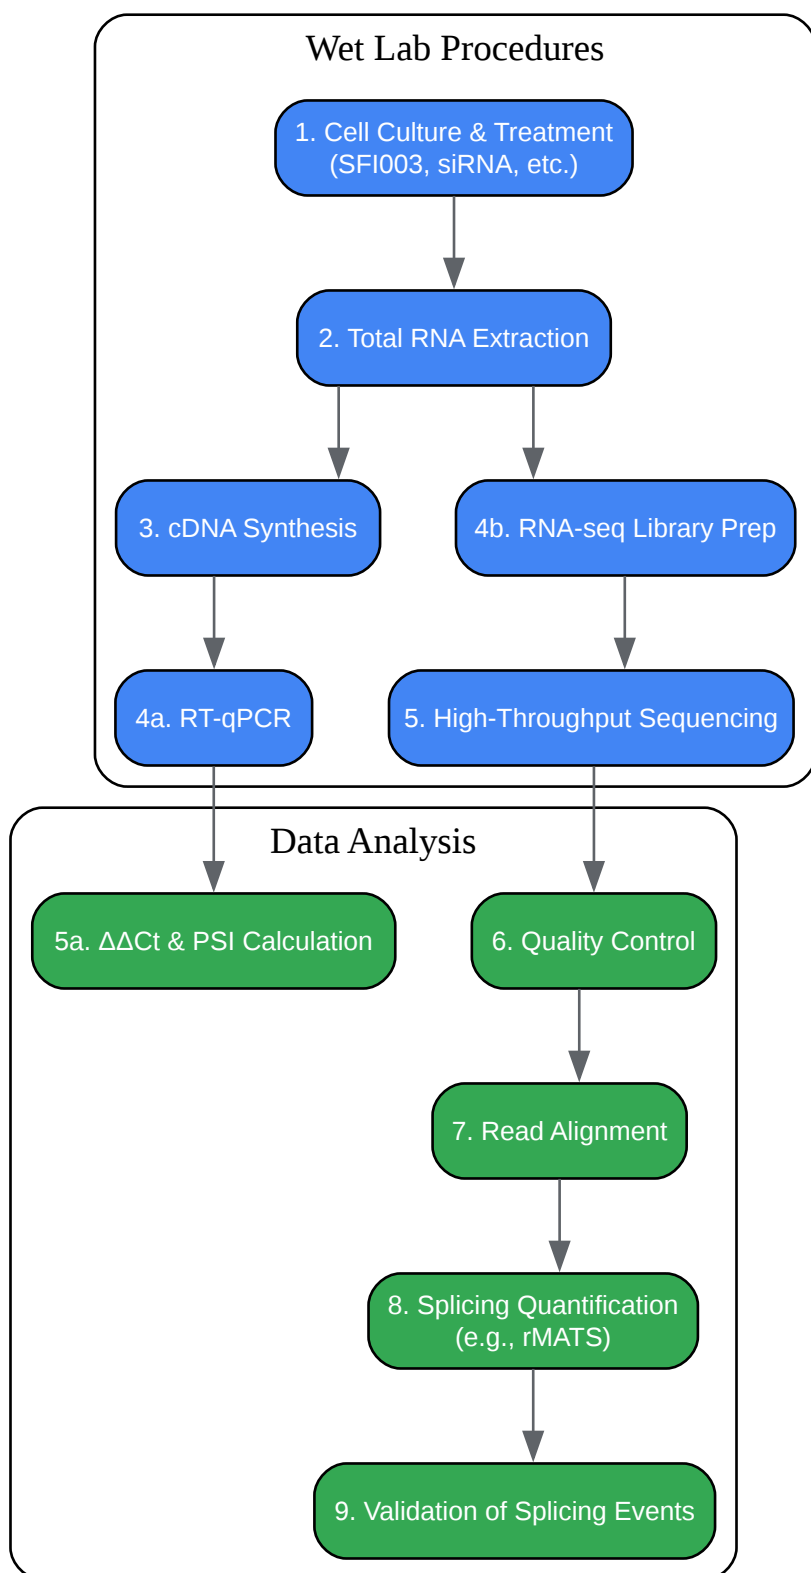 Wet Lab Procedures
1. Cell Culture & Treatment
(SFI003, siRNA, etc.)
2. Total RNA Extraction
3. cDNA Synthesis
4b. RNA-seq Library Prep
4a. RT-qPCR
5. High-Throughput Sequencing
Data Analysis
5a. ΔΔCt & PSI Calculation
6. Quality Control
7. Read Alignment
8. Splicing Quantification
(e.g., rMATS)
9. Validation of Splicing Events